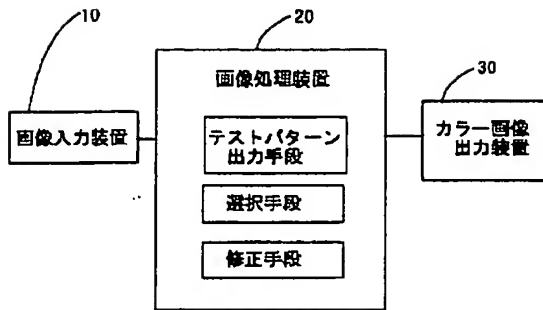 10
20
30
画像入力装置
画像処理装置
テストパターン
出力手段
選択手段
修正手段
カラー画像
出力装置